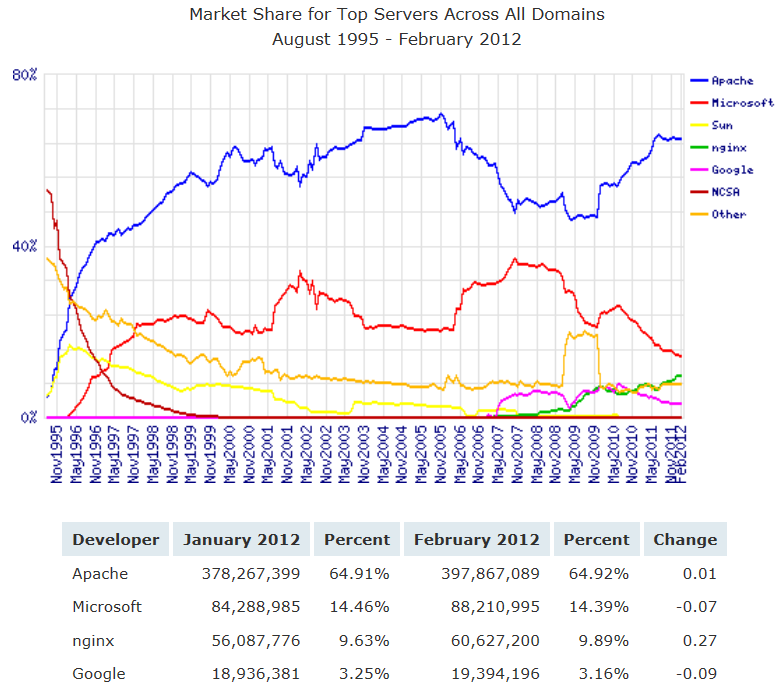 Market Share for Top Servers Across All Domains
August 1995 - February 2012
80%
40%
0%
Apache
Microsoft
Sun
nginx
Google
NCSA
Other
Nov1995
May1996
Nov1996
May1997
Nov1997
May1998
Nov1998
May1999
Nov1999
May2000
Nov2000
May2001
Nov2001
May2002
Nov2002
May2003
Nov2003
May2004
Nov2004
May2005
Nov2005
May2006
Nov2006
May2007
Nov2007
May2008
Nov2008
May2009
Nov2009
May2010
Nov2010
May2011
Nov2012
Feb2012
Developer January 2012 Percent February 2012 Percent Change
Apache 378,267,399 64.91% 397,867,089 64.92% 0.01
Microsoft 84,288,985 14.46% 88,210,995 14.39% -0.07
nginx 56,087,776 9.63% 60,627,200 9.89% 0.27
Google 18,936,381 3.25% 19,394,196 3.16% -0.09